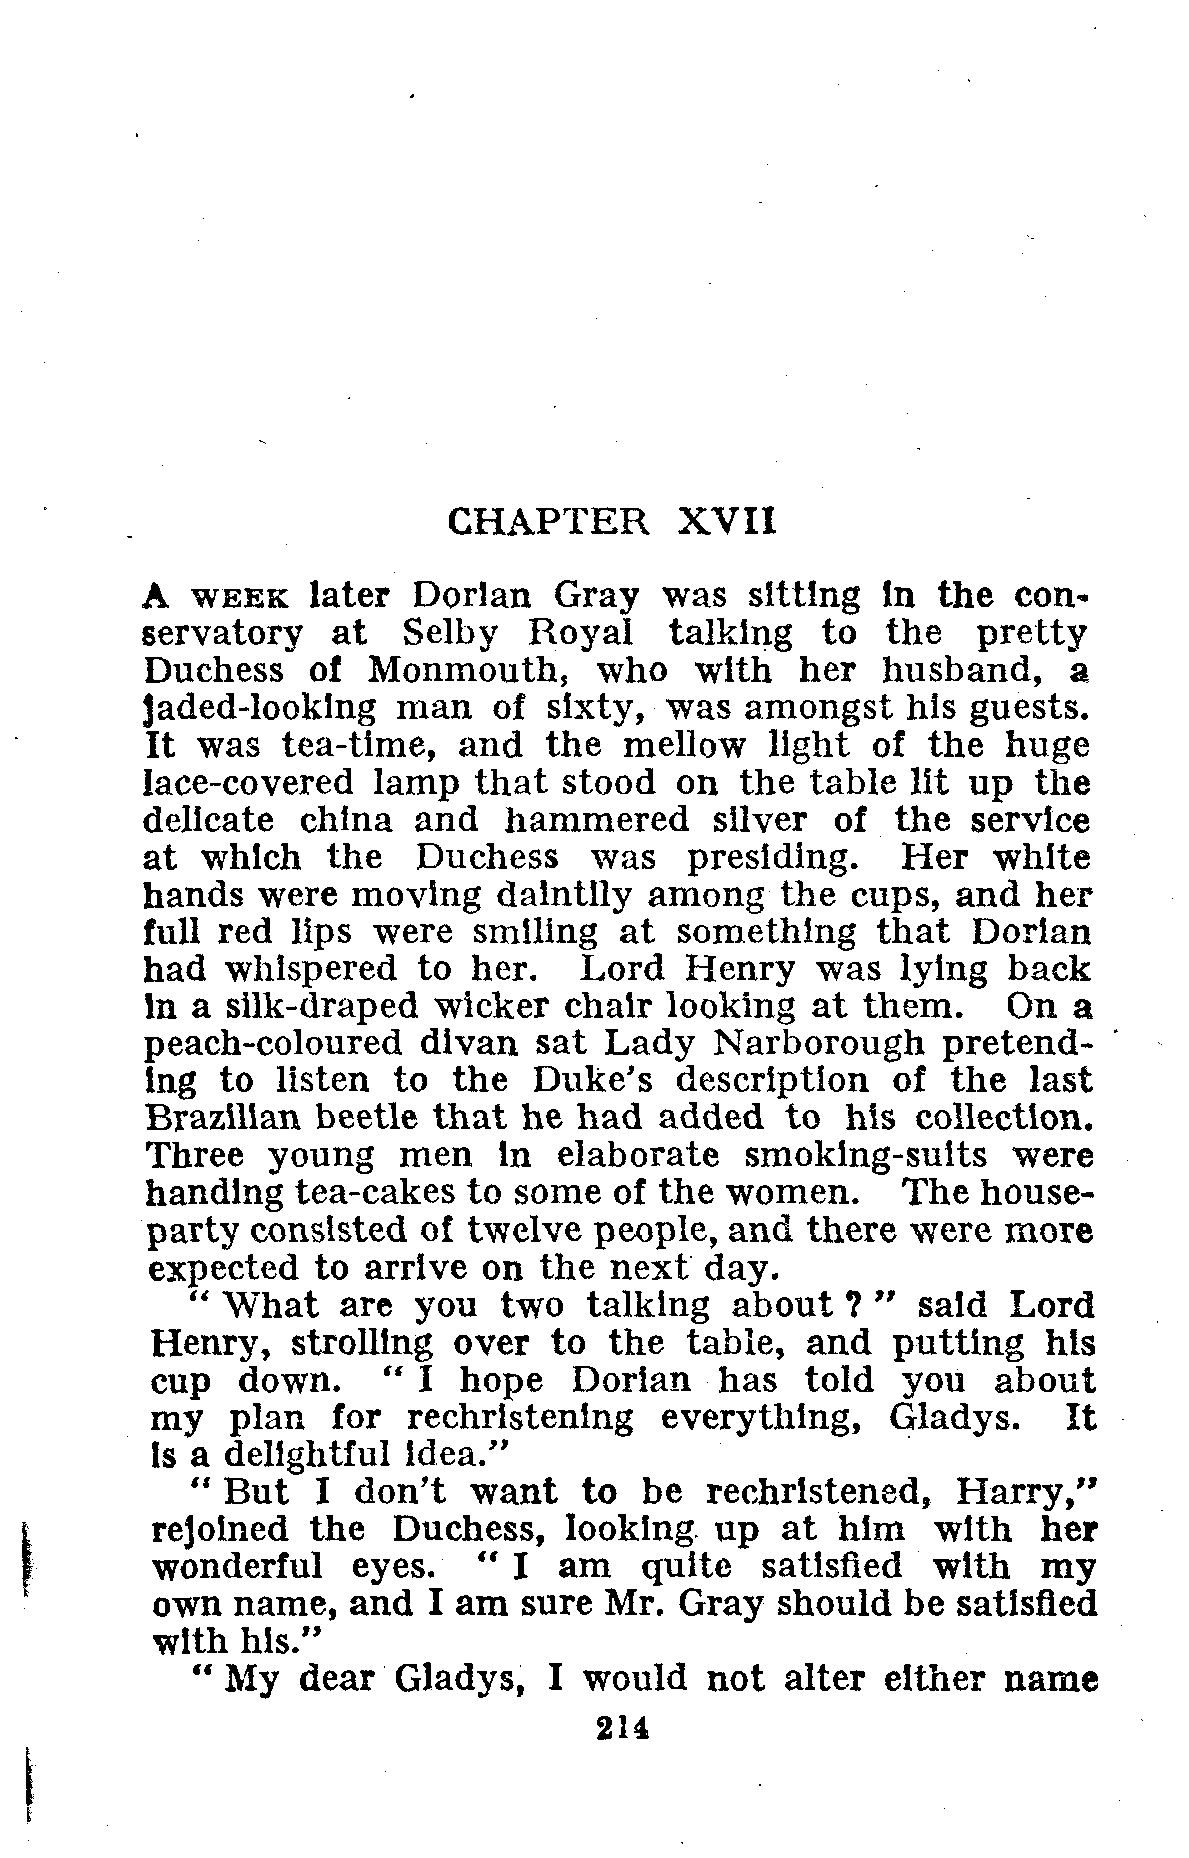 CHAPTER XVII
A WEEK later Dorian Gray was sitting in the con-
servatory at Selby Royal talking to the pretty
Duchess of Monmouth, who with her husband, a
jaded-looking man of sixty, was amongst his guests.
It was tea-time, and the mellow light of the huge
lace-covered lamp that stood on the table lit up the
delicate china and hammered silver of the service
at which the Duchess was presiding. Her white
hands were moving daintily among the cups, and her
full red lips were smiling at something that Dorian
had whispered to her. Lord Henry was lying back
in a silk-draped wicker chair looking at them. On a
peach-coloured divan sat Lady Narborough pretend-
ing to listen to the Duke's description of the last
Brazilian beetle that he had added to his collection.
Three young men in elaborate smoking-suits were
handing tea-cakes to some of the women. The house-
party consisted of twelve people, and there were more
expected to arrive on the next day.
" What are you two talking about ? " said Lord
Henry, strolling over to the table, and putting his
cup down. " I hope Dorian has told you about
my plan for rechristening everything, Gladys. It
is a delightful idea."
" But I don't want to be rechristened, Harry,"
rejoined the Duchess, looking up at him with her
wonderful eyes. " I am quite satisfied with my
own name, and I am sure Mr. Gray should be satisfied
with his."
" My dear Gladys, I would not alter either name
214